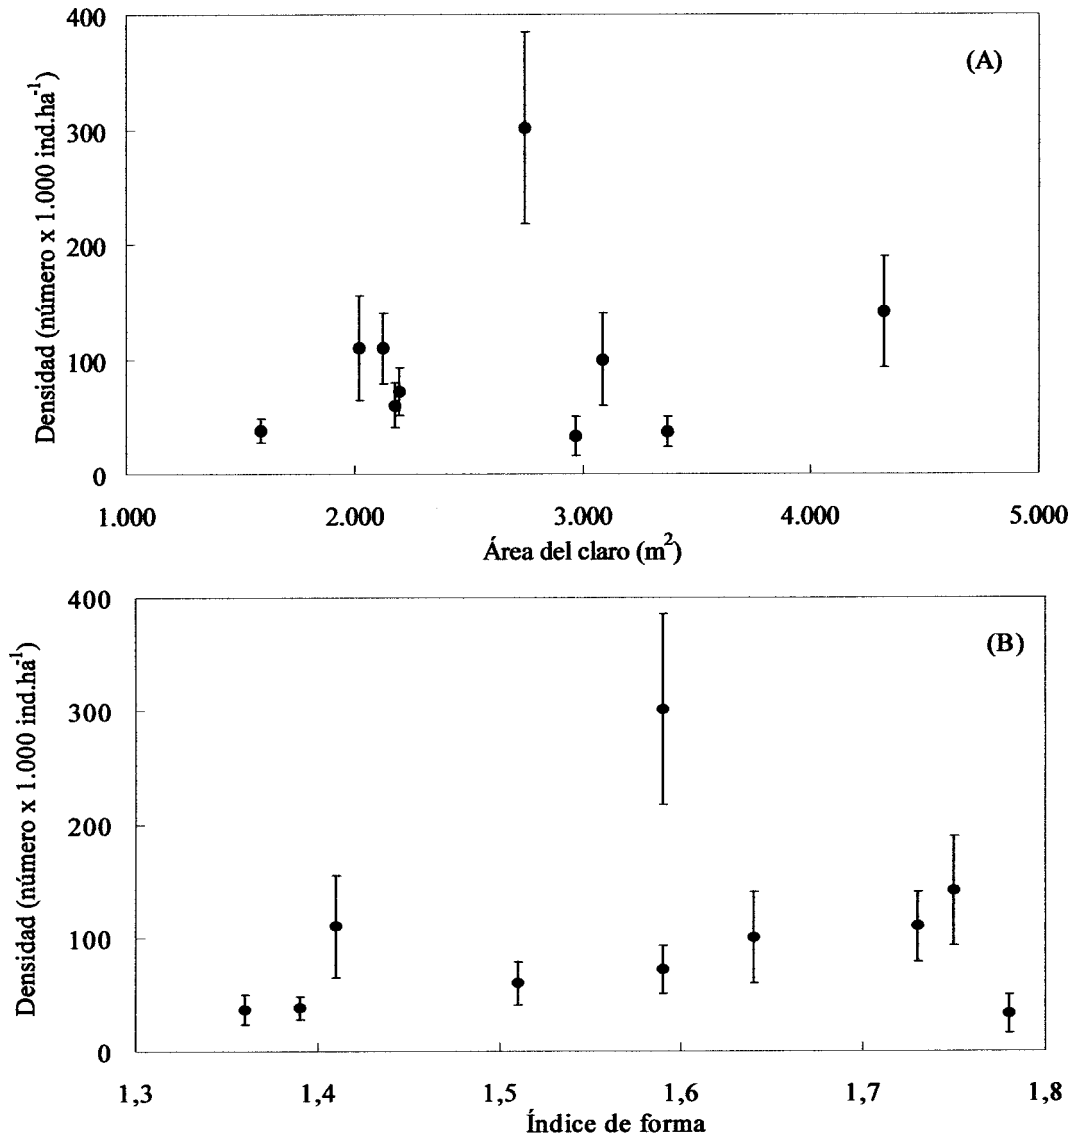 400
300
200
100
0
Densidad (número x 1.000 ind.ha-1)
(A)
1.000 2.000 3.000 4.000 5.000
Área del claro (m2)
400
300
200
100
0
Densidad (número x 1.000 ind.ha-1)
(B)
1,3 1,4 1,5 1,6 1,7 1,8
Índice de forma